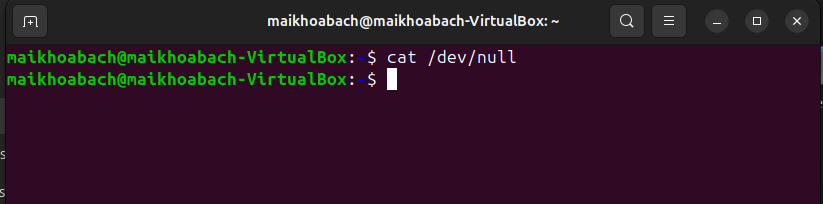 maikhoabach@maikhoabach-VirtualBox: ~
maikhoabach@maikhoabach-VirtualBox:~$ cat /dev/null
maikhoabach@maikhoabach-VirtualBox:~$
s
s